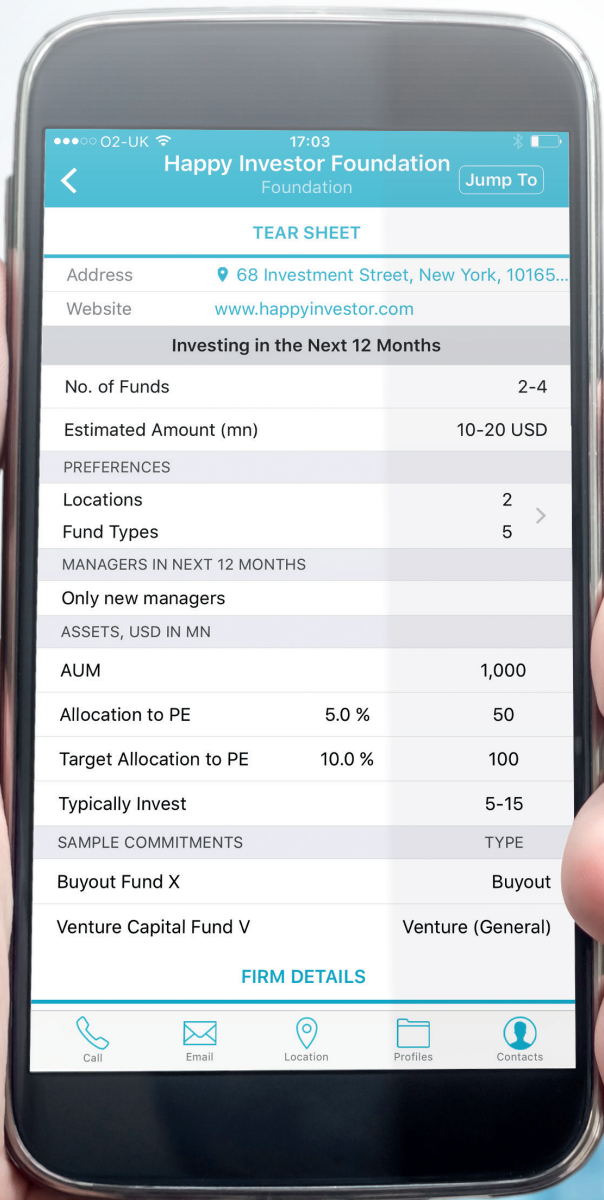 O2-UK 17:03
Happy Investor Foundation
Foundation
Jump To
TEAR SHEET
Address 68 Investment Street, New York, 10165...
Website www.happyinvestor.com
Investing in the Next 12 Months
No. of Funds 2-4
Estimated Amount (mn) 10-20 USD
PREFERENCES
Locations 2
Fund Types 5
MANAGERS IN NEXT 12 MONTHS
Only new managers
ASSETS, USD IN MN
AUM 1,000
Allocation to PE 5.0 % 50
Target Allocation to PE 10.0 % 100
Typically Invest 5-15
SAMPLE COMMITMENTS TYPE
Buyout Fund X Buyout
Venture Capital Fund V Venture (General)
FIRM DETAILS
Call Email Location Profiles Contacts